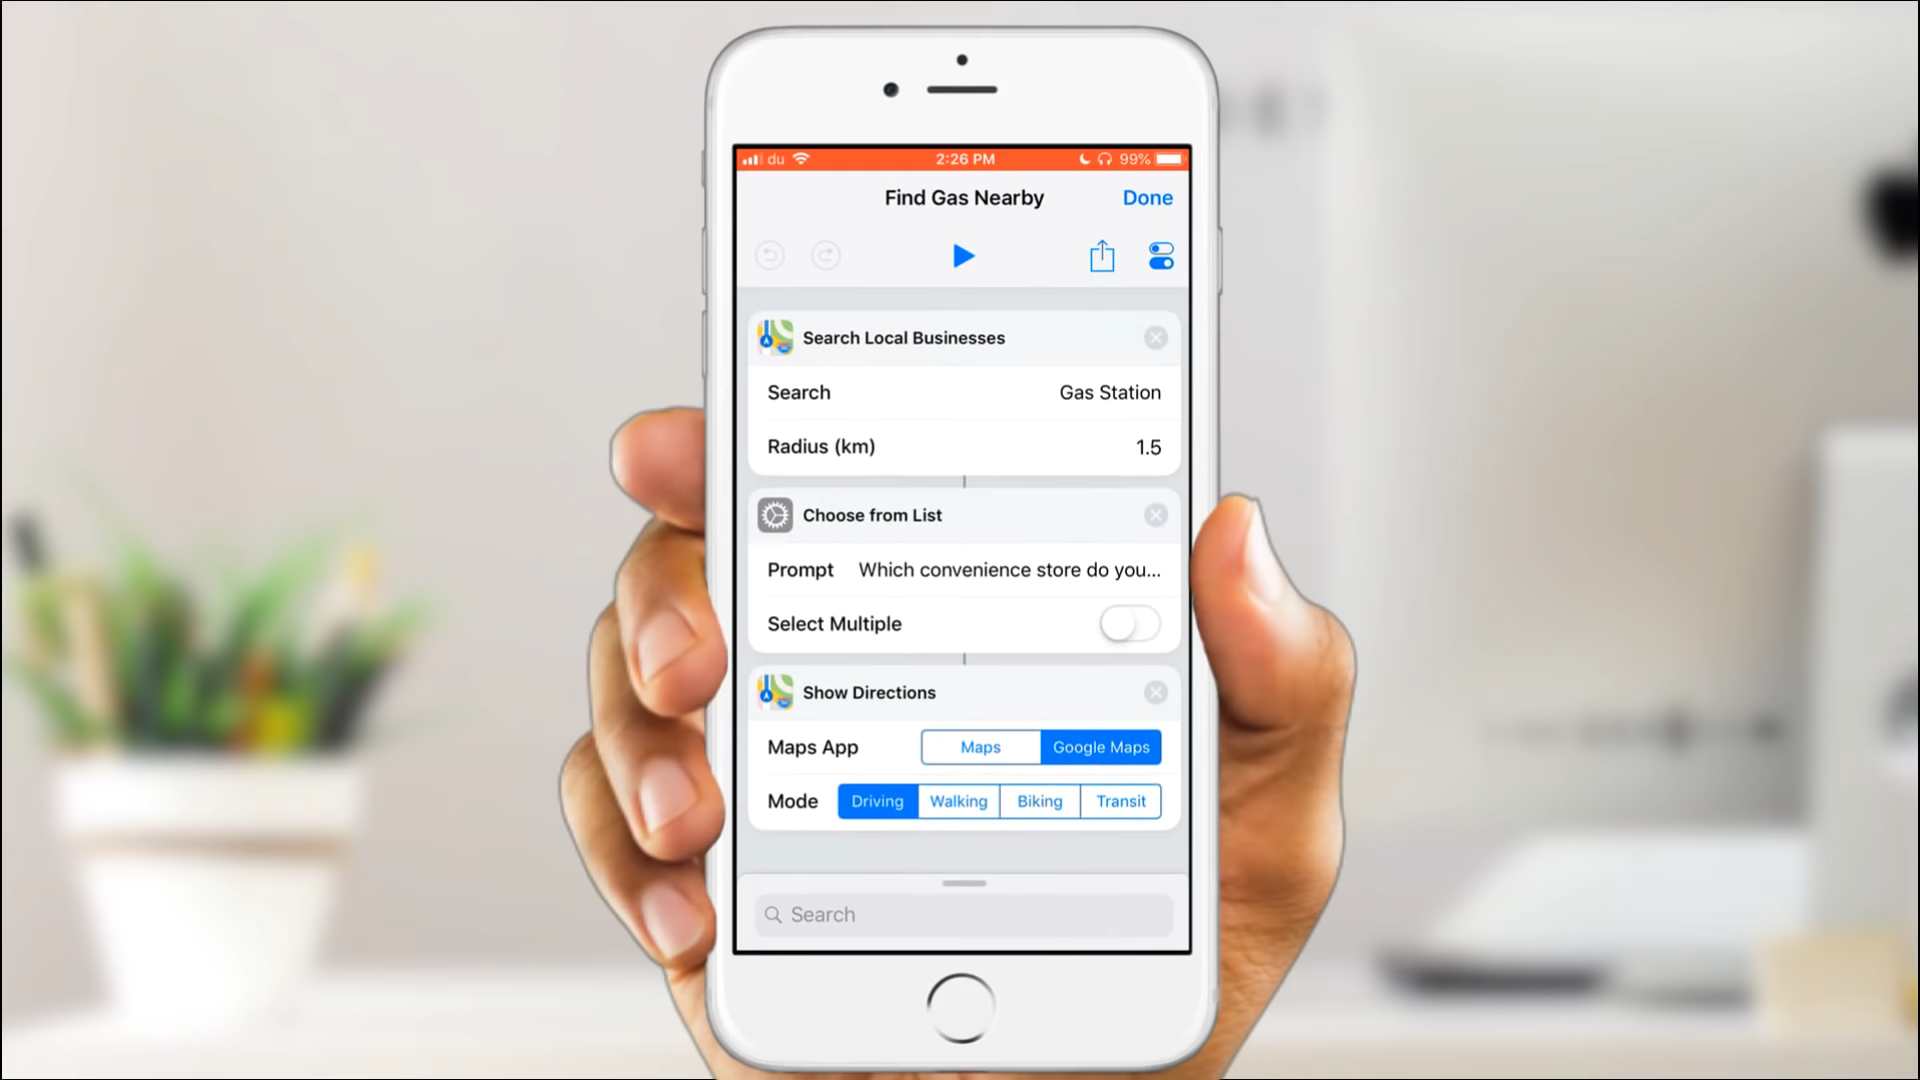 du 2:26 PM 99%
Find Gas Nearby Done
Search Local Businesses
Search Gas Station
Radius (km) 1.5
Choose from List
Prompt Which convenience store do you...
Select Multiple
Show Directions
Maps App Maps Google Maps
Mode Driving Walking Biking Transit
Search